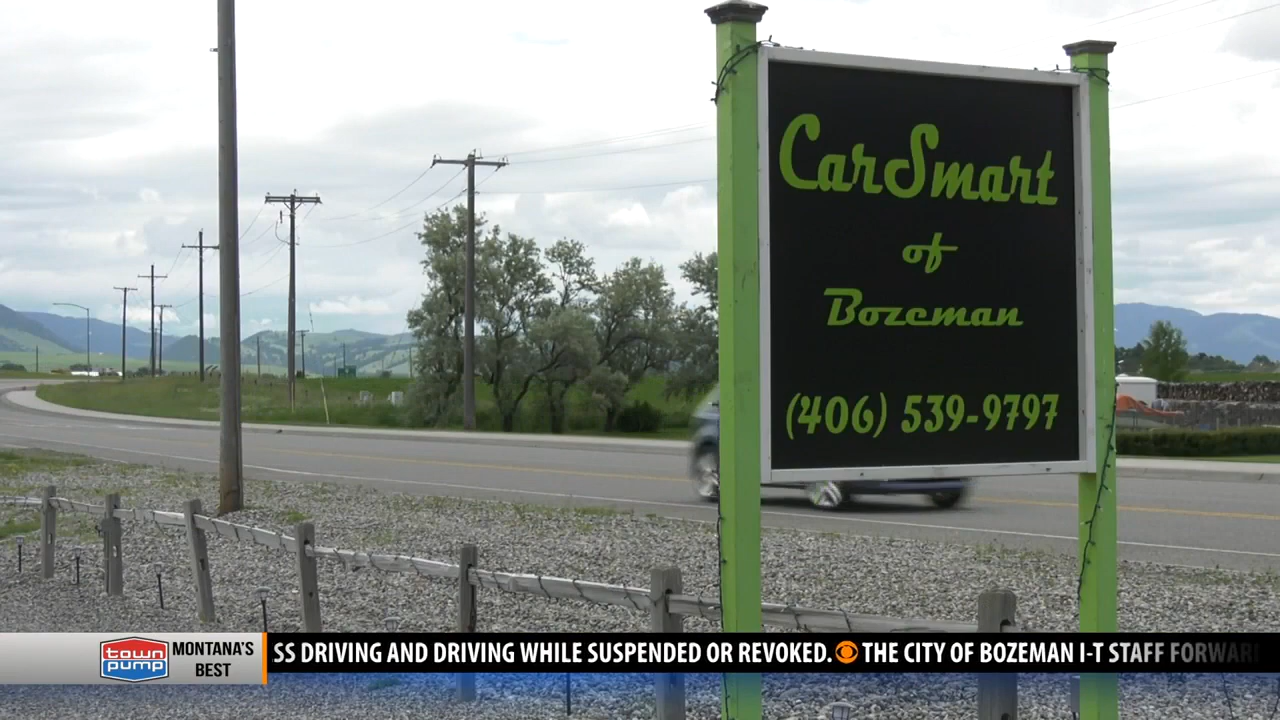 CarSmart
of
Bozeman
(406) 539-9797
town
pump
MONTANA'S
BEST
SS DRIVING AND DRIVING WHILE SUSPENDED OR REVOKED. THE CITY OF BOZEMAN I-T STAFF FORWAR